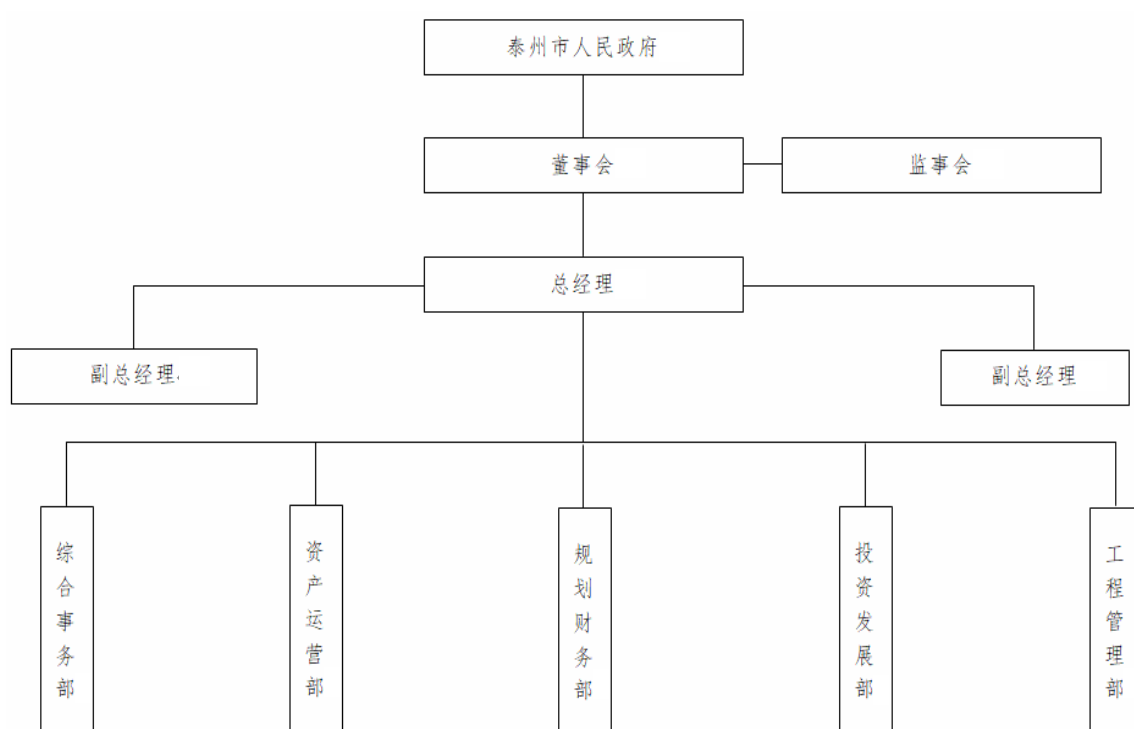 泰州市人民政府
董事会
监事会
总经理
副总经理
副总经理
综合事务部
资产运营部
规划财务部
投资发展部
工程管理部